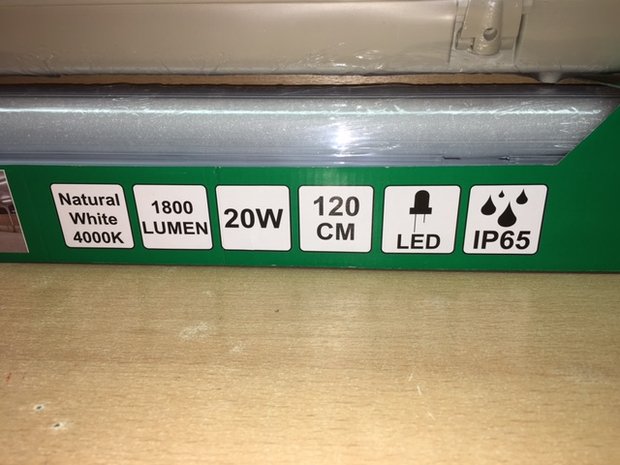 Natural
White
4000K
1800
LUMEN
20W
120
CM
LED
IP65